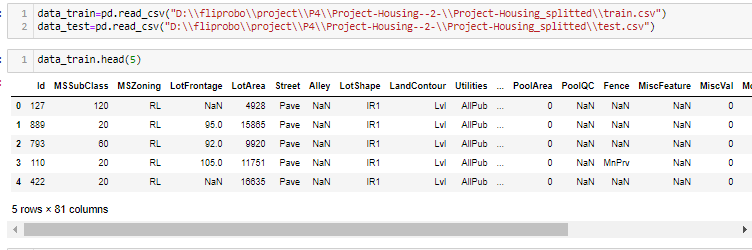 1 data_train=pd.read_csv("D:\\fliprobo\\project\\P4\\Project-Housing--2-\\Project-Housing_splitted\\train.csv")
2 data_test=pd.read_csv("D:\\fliprobo\\project\\P4\\Project-Housing--2-\\Project-Housing_splitted\\test.csv")
1 data_train.head(5)
Id MSSubClass MSZoning LotFrontage LotArea Street Alley LotShape LandContour Utilities ... PoolArea PoolQC Fence MiscFeature MiscVal
0 127 120 RL NaN 4928 Pave NaN IR1 Lvl AllPub ... 0 NaN NaN NaN 0
1 889 20 RL 95.0 15865 Pave NaN IR1 Lvl AllPub ... 0 NaN NaN NaN 0
2 793 60 RL 92.0 9920 Pave NaN IR1 Lvl AllPub ... 0 NaN NaN NaN 0
3 110 20 RL 105.0 11751 Pave NaN IR1 Lvl AllPub ... 0 NaN MnPrv NaN 0
4 422 20 RL NaN 16635 Pave NaN IR1 Lvl AllPub ... 0 NaN NaN NaN 0
5 rows × 81 columns